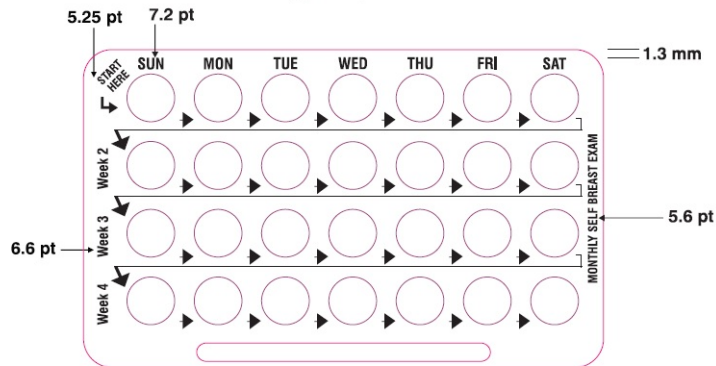 5.25 pt
7.2 pt
1.3 mm
START
HERE
SUN MON TUE WED THU FRI SAT
Week 2
Week 3
Week 4
MONTHLY SELF BREAST EXAM
5.6 pt
6.6 pt